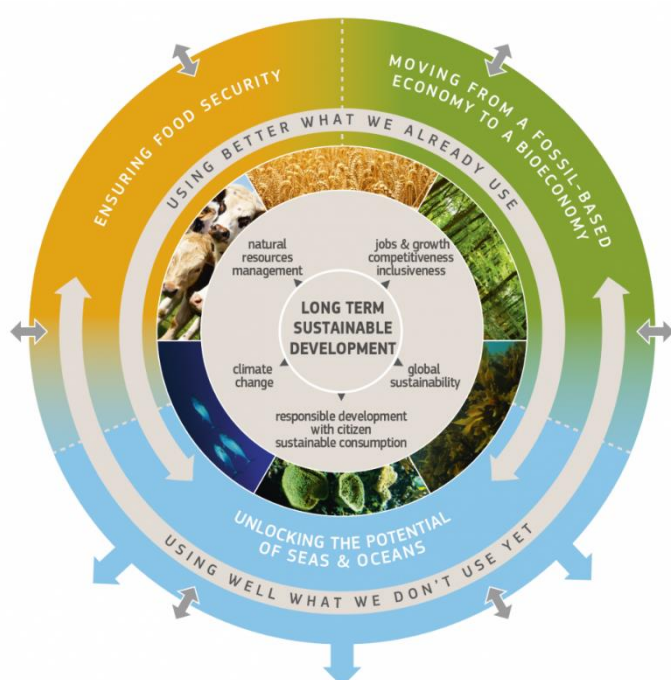 ENSURING FOOD SECURITY
MOVING FROM A FOSSIL-BASED
ECONOMY TO A BIOECONOMY
USING BETTER WHAT WE ALREADY USE
natural
resources
management
jobs & growth
competitiveness
inclusiveness
LONG TERM
SUSTAINABLE
DEVELOPMENT
climate
change
global
sustainability
responsible development
with citizen
sustainable consumption
UNLOCKING THE POTENTIAL
OF SEAS & OCEANS
USING WELL WHAT WE DON'T USE YET